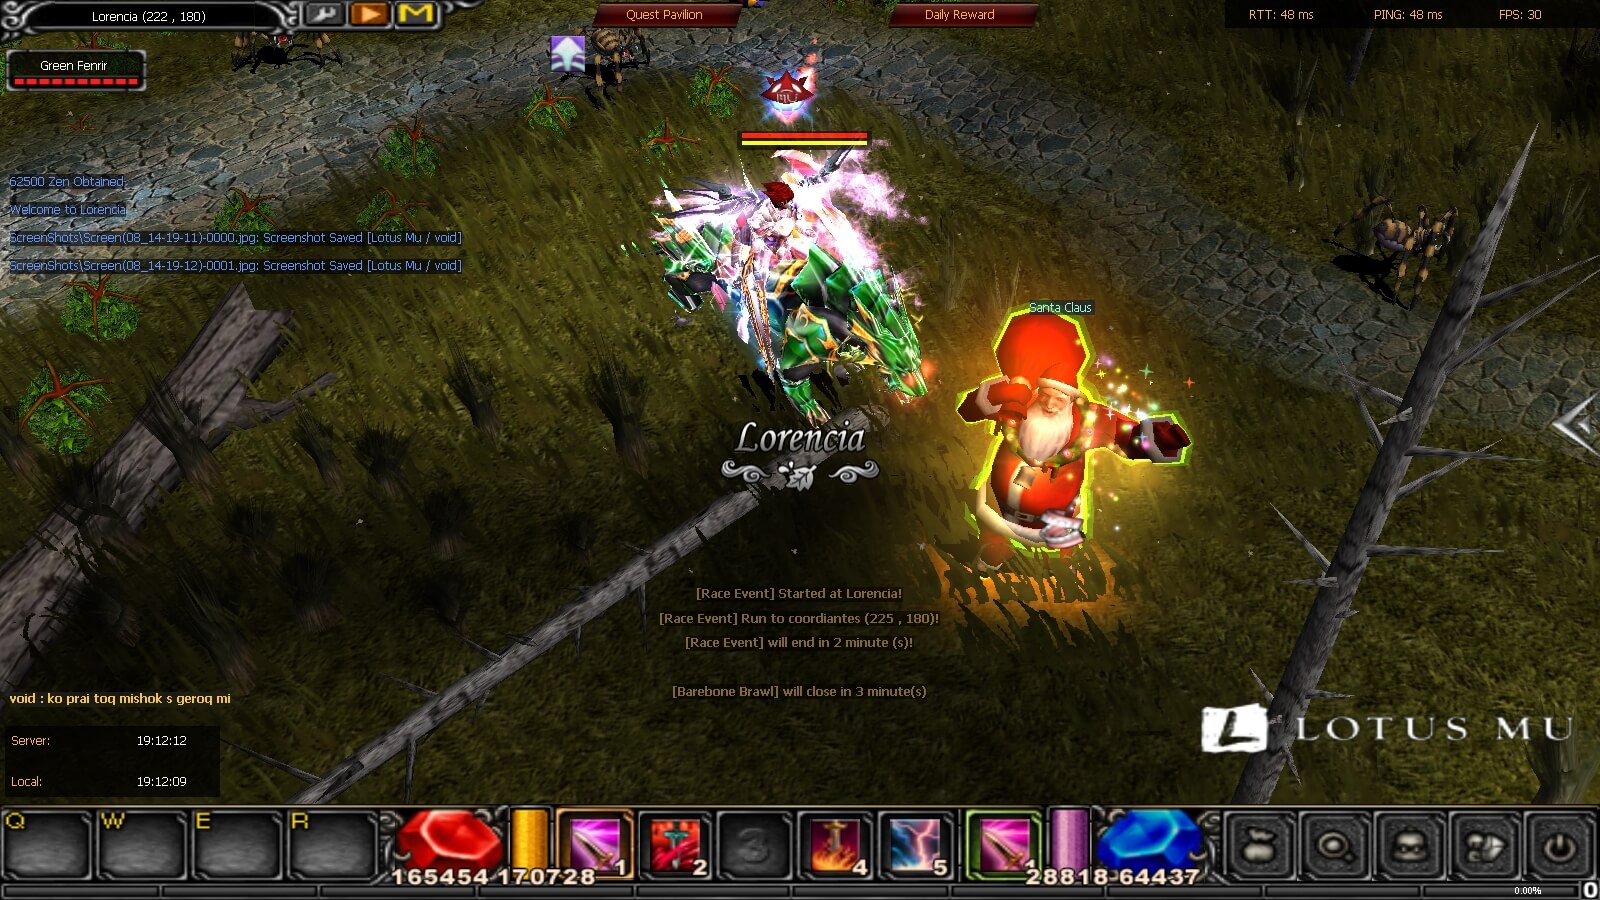 Lorencia (222 , 180)
Quest Pavilion
Daily Reward
RTT: 48 ms
PING: 48 ms
FPS: 30
Green Fenrir
MU
62500 Zen Obtained
Welcome to Lorencia
ScreenShots\Screen(08_14-19-11)-0000.jpg: Screenshot Saved [Lotus Mu / void]
ScreenShots\Screen(08_14-19-12)-0001.jpg: Screenshot Saved [Lotus Mu / void]
Santa Claus
Lorencia
[Race Event] Started at Lorencia!
[Race Event] Run to coordiantes (225 , 180)!
[Race Event] will end in 2 minute (s)!
[Barebone Brawl] will close in 3 minute(s)
void : ko prai toq mishok s geroq mi
LOTUS MU
Server: 19:12:12
Local: 19:12:09
Q W E R
1 2 3 4 5 1
165454 170728 28818 64437
0.00% 0